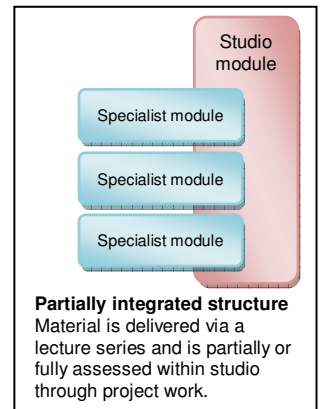 Studio
module
Specialist module
Specialist module
Specialist module
Partially integrated structure
Material is delivered via a
lecture series and is partially or
fully assessed within studio
through project work.